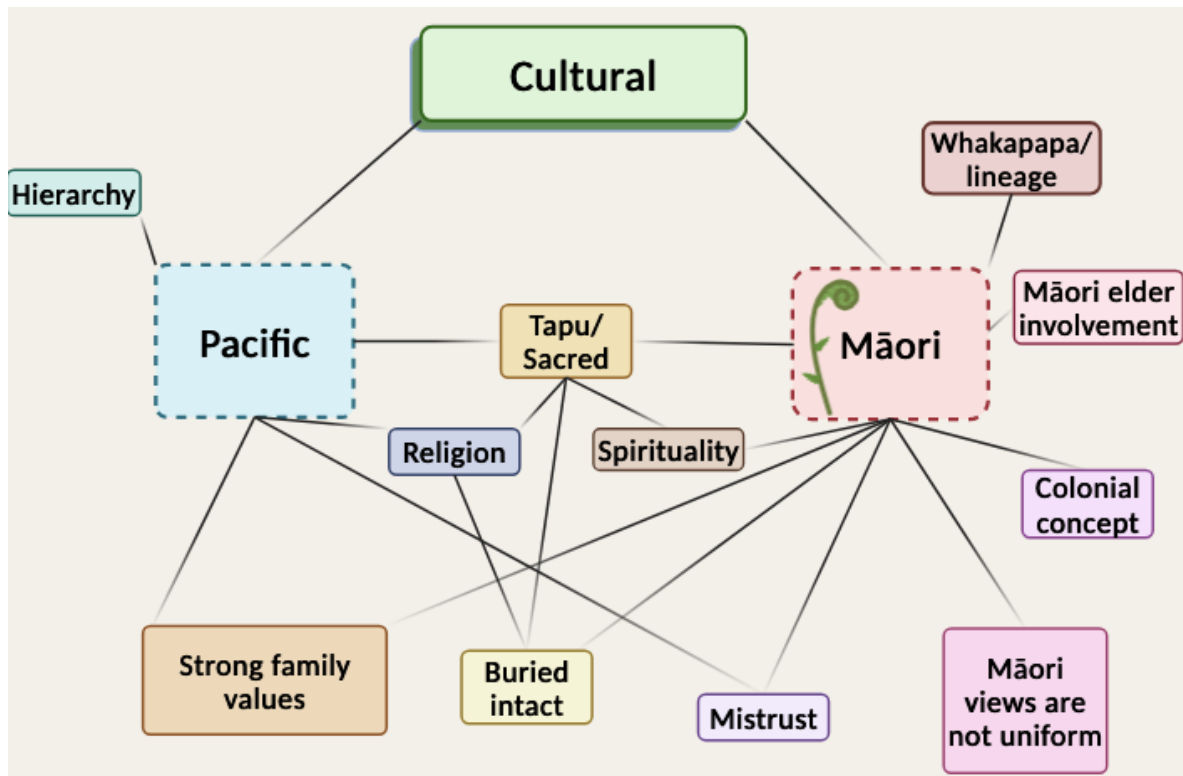 Cultural
Whakapapa/
lineage
Hierarchy
Māori elder
involvement
Pacific
Tapu/
Sacred
Māori
Religion
Spirituality
Colonial
concept
Strong family
values
Buried
intact
Mistrust
Māori
views are
not uniform